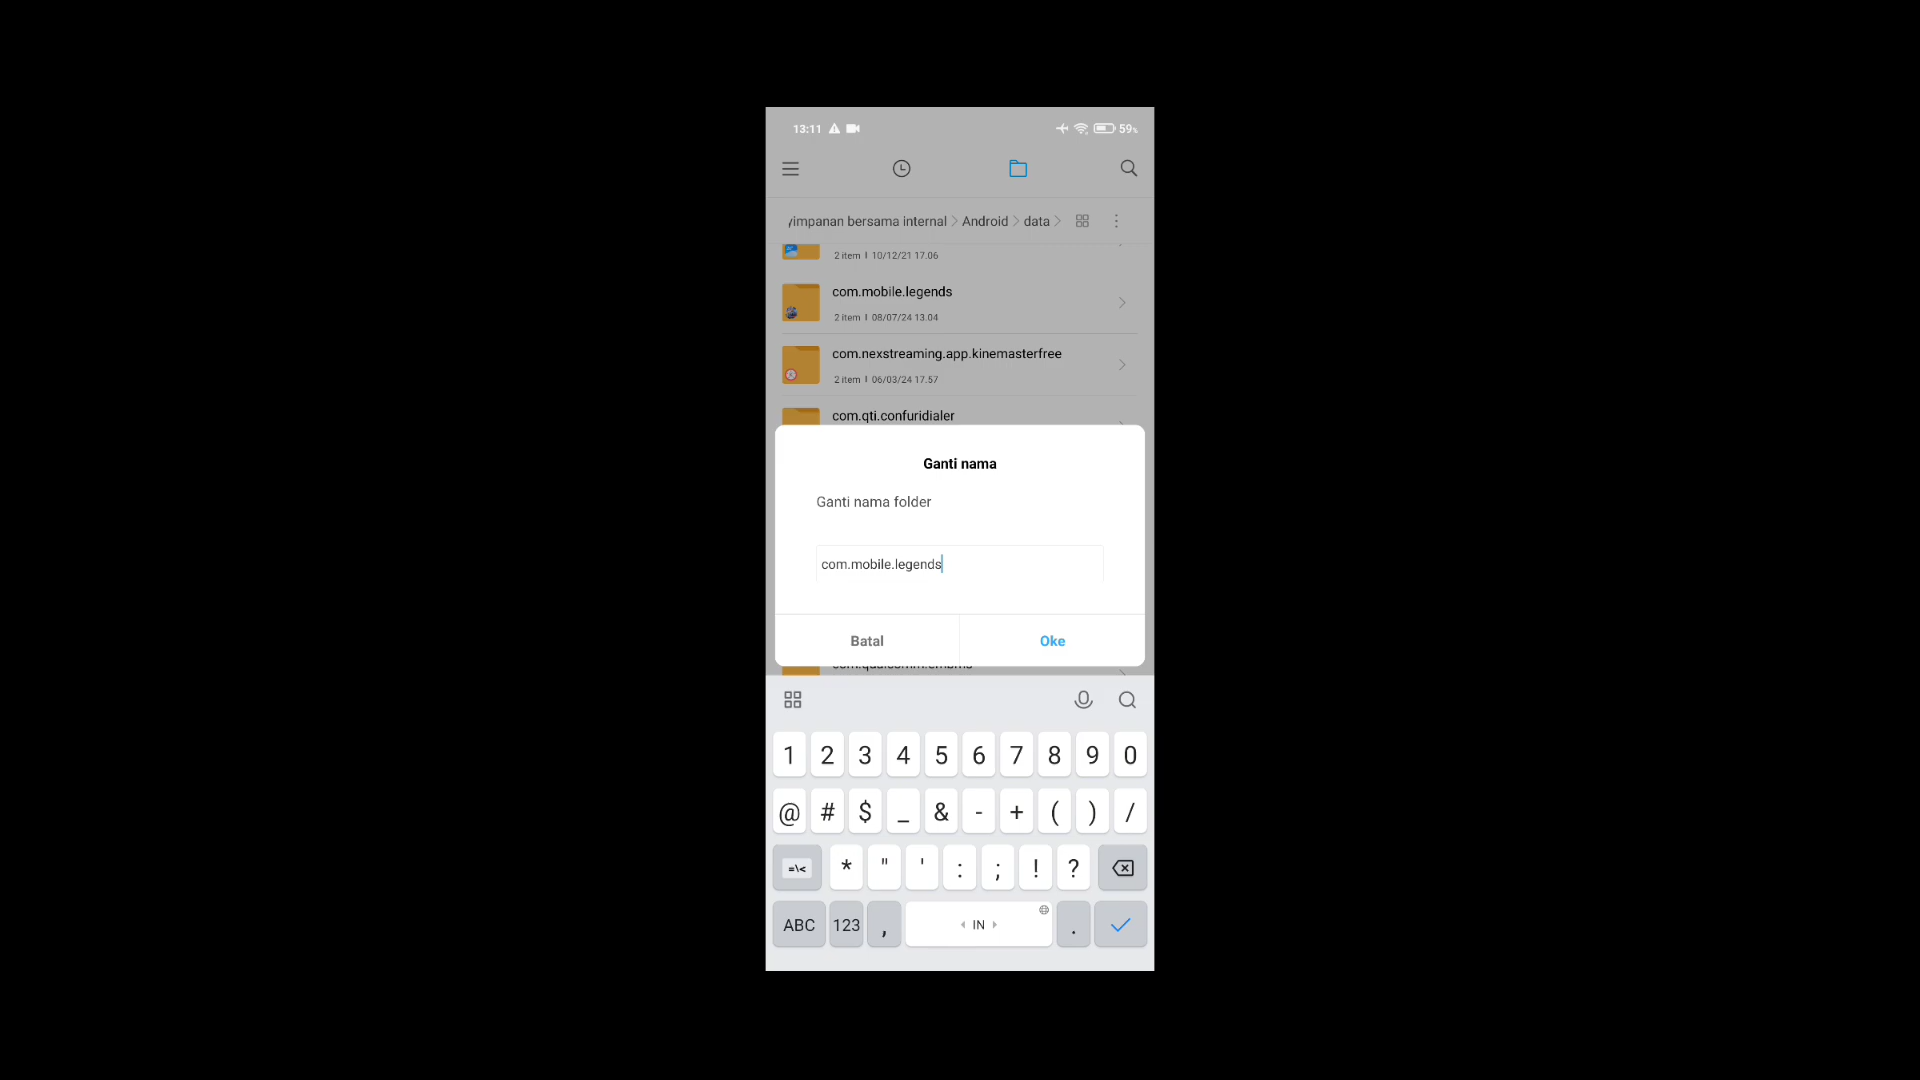 13:11 59%
yimpanan bersama internal > Android > data >
2 item | 10/12/21 17.06
com.mobile.legends
2 item | 08/07/24 13.04
com.nexstreaming.app.kinemasterfree
2 item | 06/03/24 17.57
com.qti.confuridialer
Ganti nama
Ganti nama folder
com.mobile.legends
Batal Oke
1 2 3 4 5 6 7 8 9 0
@ # $ _ & - + ( ) /
=\< * " ' : ; ! ?
ABC 123 , IN .